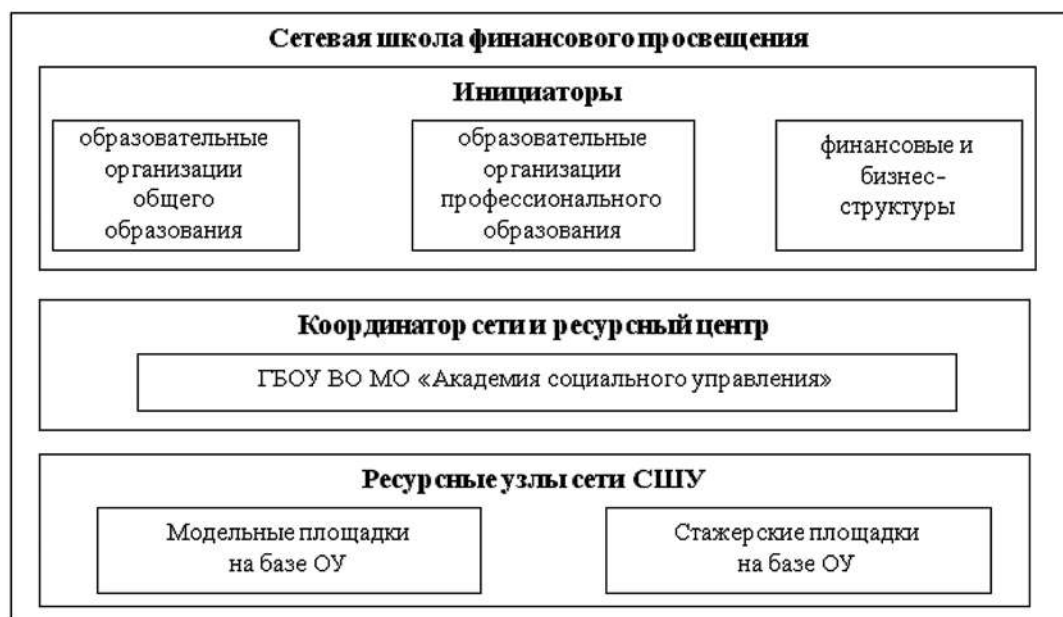 Сетевая школа финансового просвещения
Инициаторы
образовательные
организации
общего
образования
образовательные
организации
профессионального
образования
финансовые и
бизнес-
структуры
Координатор сети и ресурсный центр
ГБОУ ВО МО «Академия социального управления»
Ресурсные узлы сети СШУ
Модельные площадки
на базе ОУ
Стажерские площадки
на базе ОУ